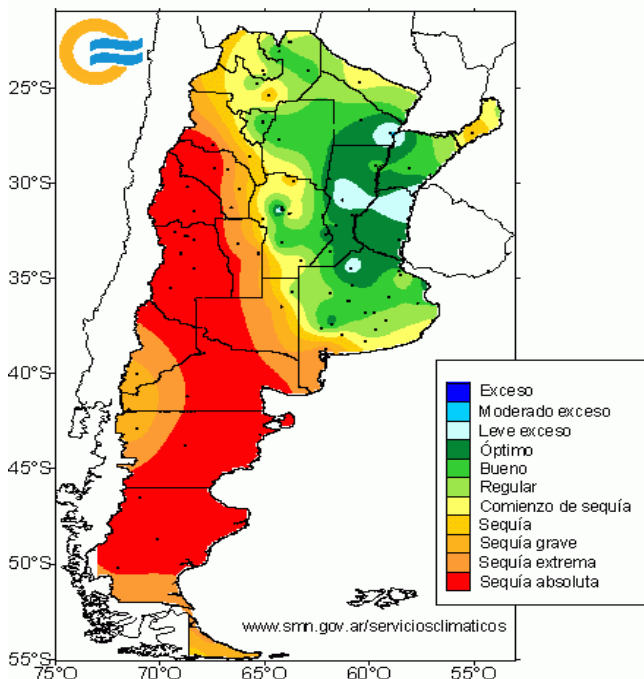 25°S
30°S
35°S
40°S
45°S
50°S
55°S
75°O
70°O
65°O
60°O
55°O
Exceso
Moderado exceso
Leve exceso
Óptimo
Bueno
Regular
Comienzo de sequía
Sequía
Sequía grave
Sequía extrema
Sequía absoluta
www.smn.gov.ar/serviciosclimaticos